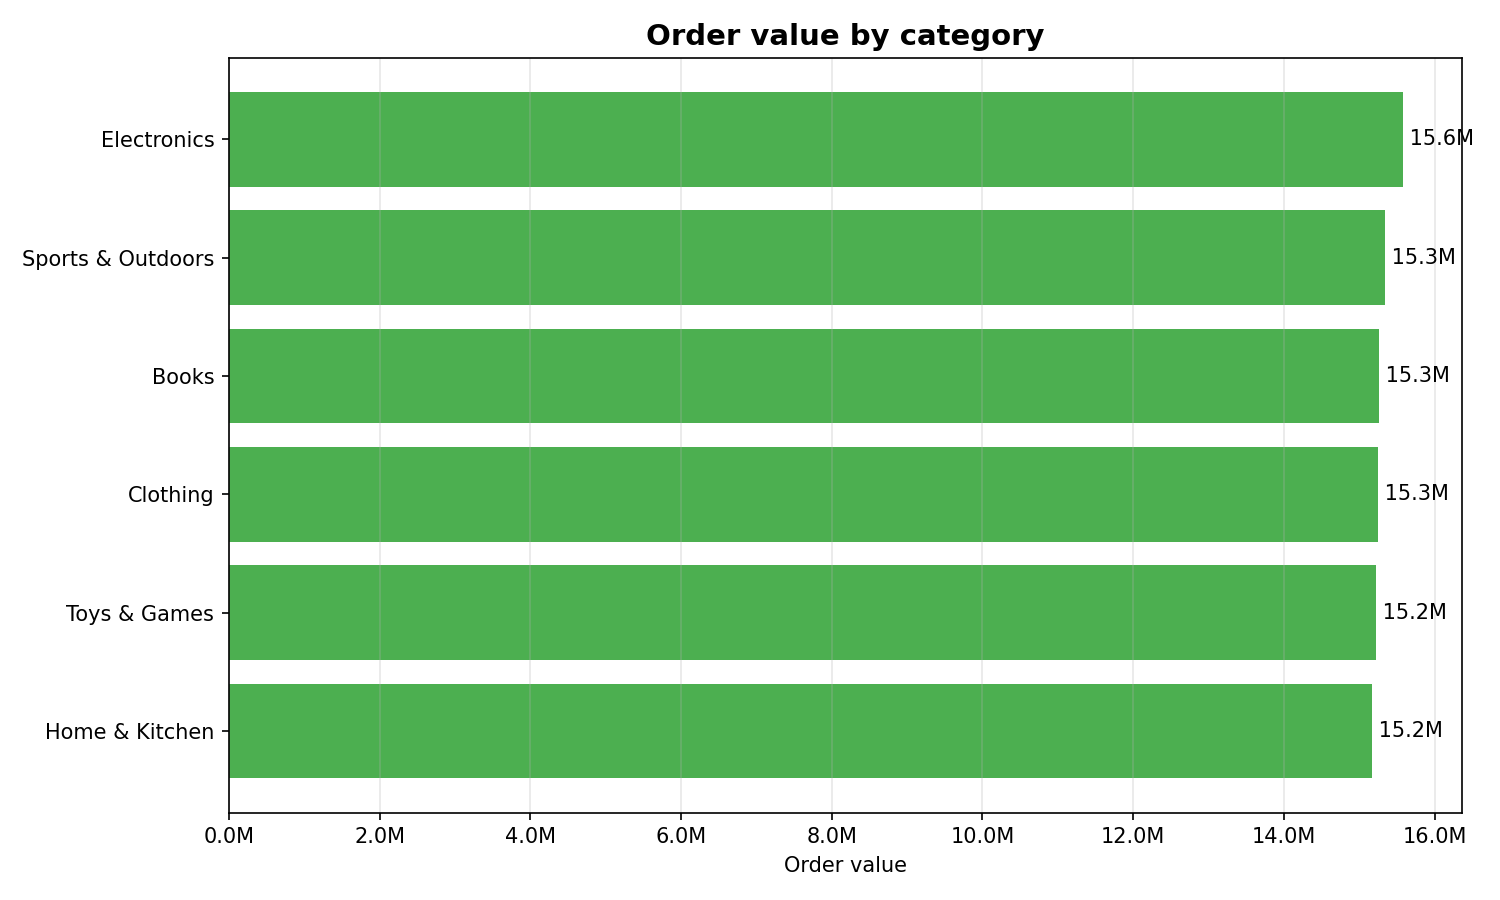 Order value by category
Electronics 15.6M
Sports & Outdoors 15.3M
Books 15.3M
Clothing 15.3M
Toys & Games 15.2M
Home & Kitchen 15.2M
0.0M 2.0M 4.0M 6.0M 8.0M 10.0M 12.0M 14.0M 16.0M
Order value